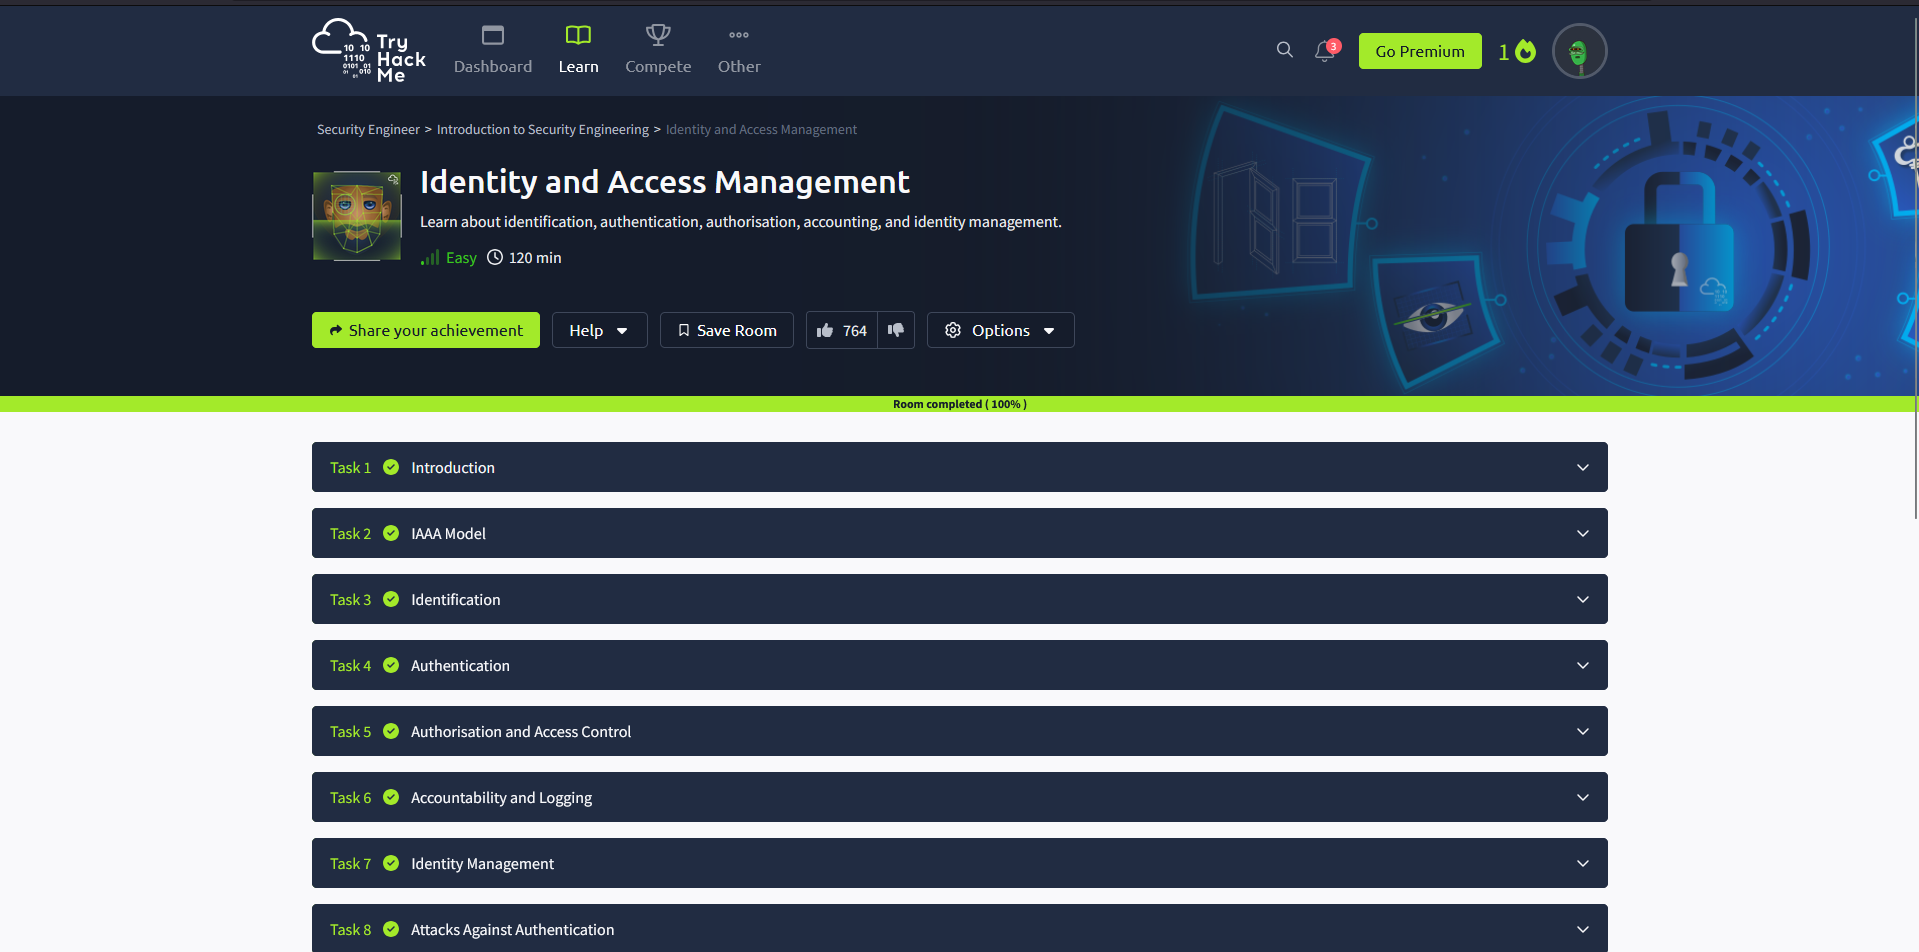 Try Hack Me
Dashboard
Learn
Compete
Other
3
Go Premium
1
Security Engineer > Introduction to Security Engineering > Identity and Access Management
Identity and Access Management
Learn about identification, authentication, authorisation, accounting, and identity management.
Easy 120 min
Share your achievement
Help
Save Room
764
Options
Room completed ( 100% )
Task 1 Introduction
Task 2 IAAA Model
Task 3 Identification
Task 4 Authentication
Task 5 Authorisation and Access Control
Task 6 Accountability and Logging
Task 7 Identity Management
Task 8 Attacks Against Authentication